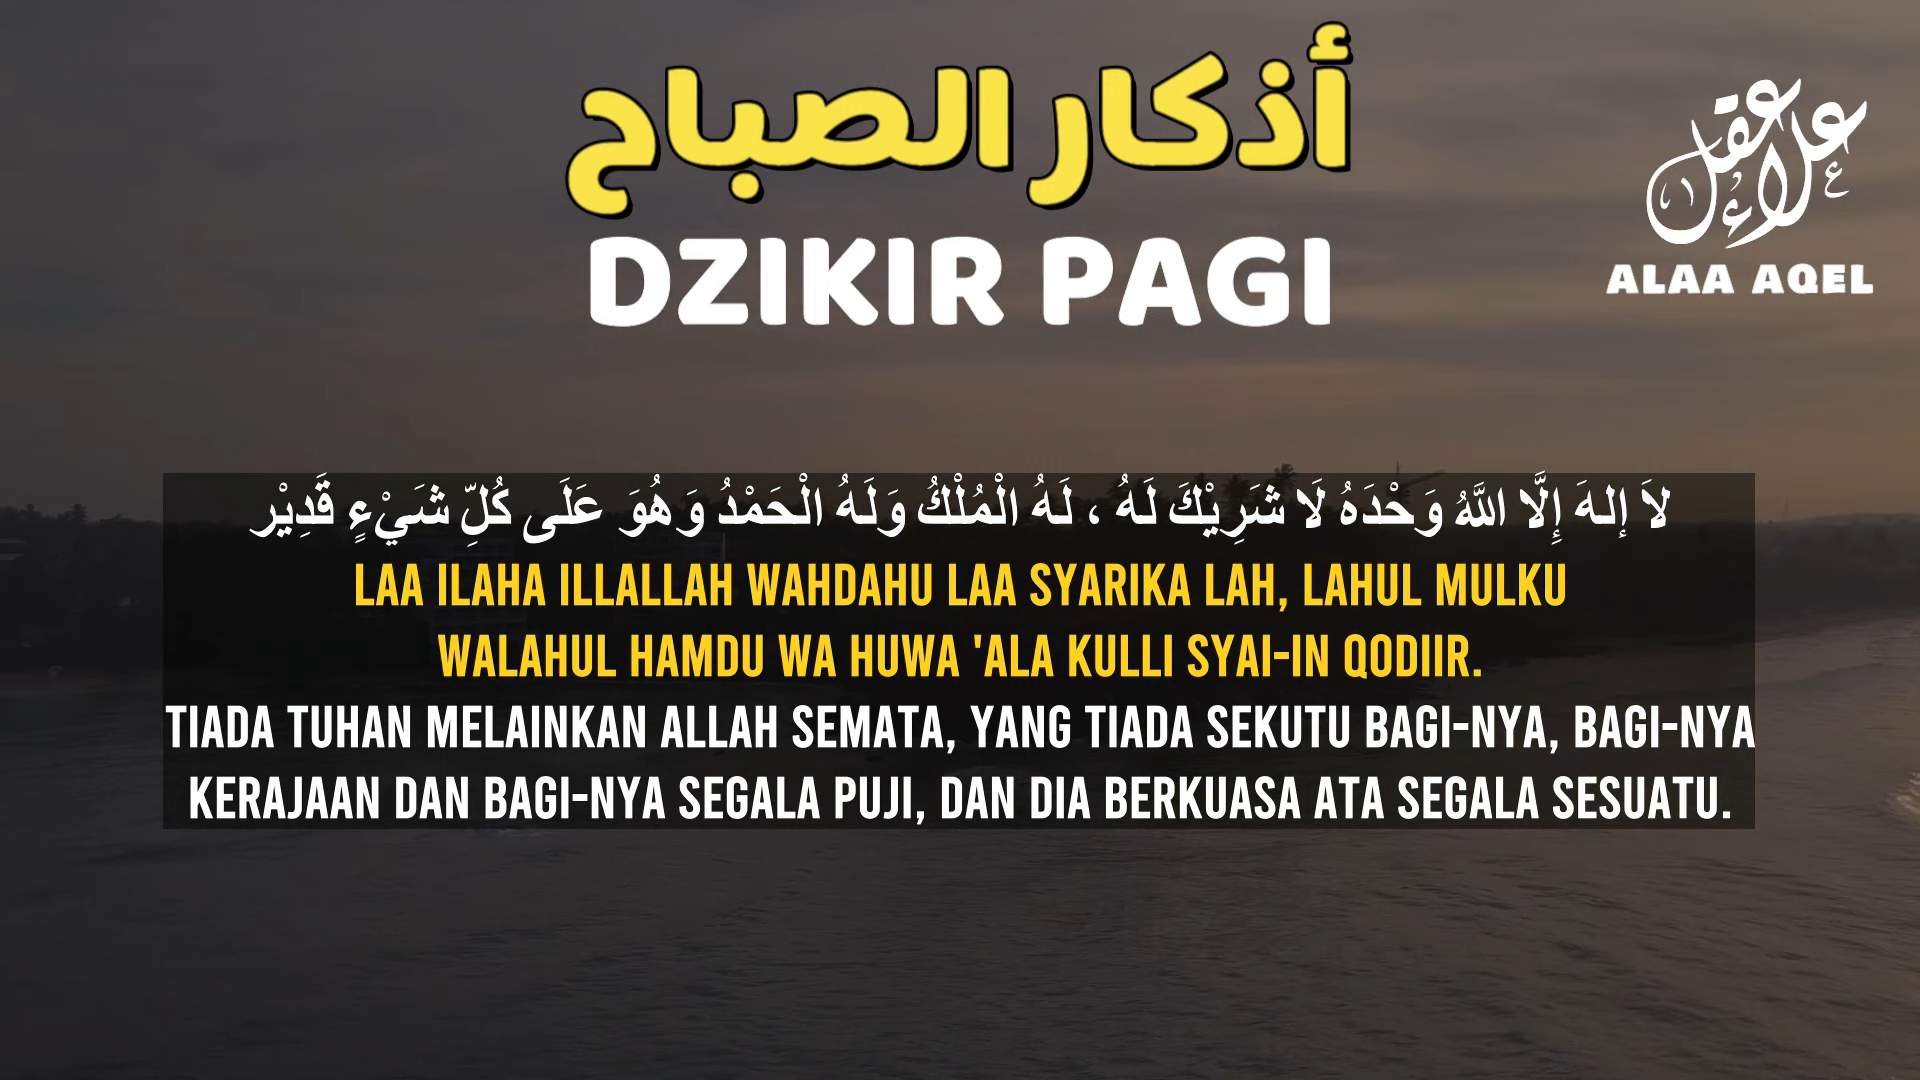 أذكار الصباح
DZIKIR PAGI
علاء عقل
ALAA AQEL
لاَ إلهَ إِلَّا اللَّهُ وَحْدَهُ لَا شَرِيْكَ لَهُ ، لَهُ الْمُلْكُ وَلَهُ الْحَمْدُ وَهُوَ عَلَى كُلِّ شَيْءٍ قَدِيْر
LAA ILAHA ILLALLAH WAHDAHU LAA SYARIKA LAH, LAHUL MULKU
WALAHUL HAMDU WA HUWA 'ALA KULLI SYAI-IN QODIIR.
TIADA TUHAN MELAINKAN ALLAH SEMATA, YANG TIADA SEKUTU BAGI-NYA, BAGI-NYA
KERAJAAN DAN BAGI-NYA SEGALA PUJI, DAN DIA BERKUASA ATA SEGALA SESUATU.